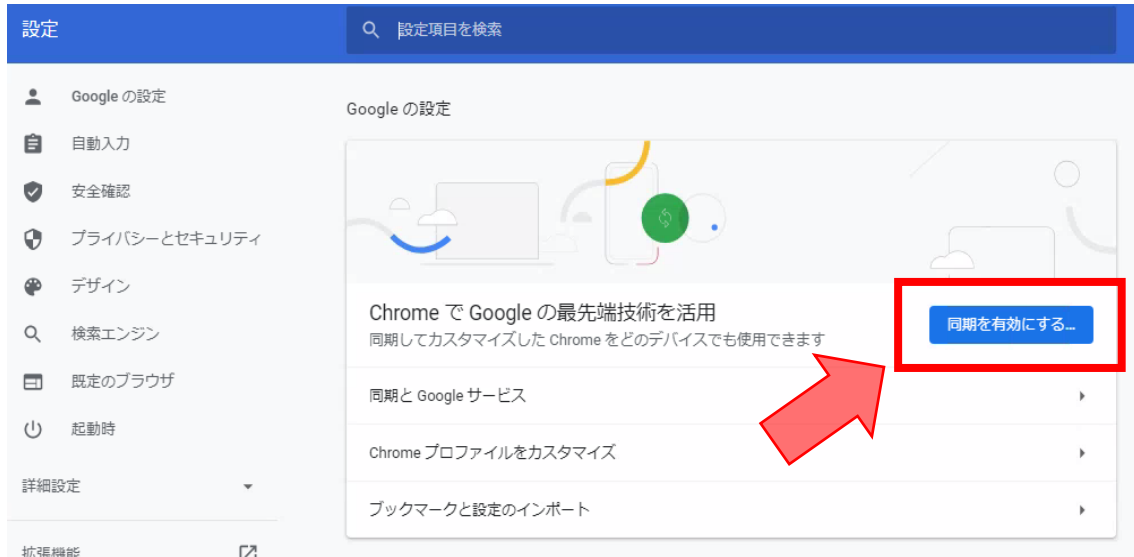 設定
設定項目を検索
Google の設定
自動入力
安全確認
プライバシーとセキュリティ
デザイン
検索エンジン
既定のブラウザ
起動時
詳細設定
拡張機能
Google の設定
Chrome で Google の最先端技術を活用
同期してカスタマイズした Chrome をどのデバイスでも使用できます
同期を有効にする...
同期と Google サービス
Chrome プロファイルをカスタマイズ
ブックマークと設定のインポート